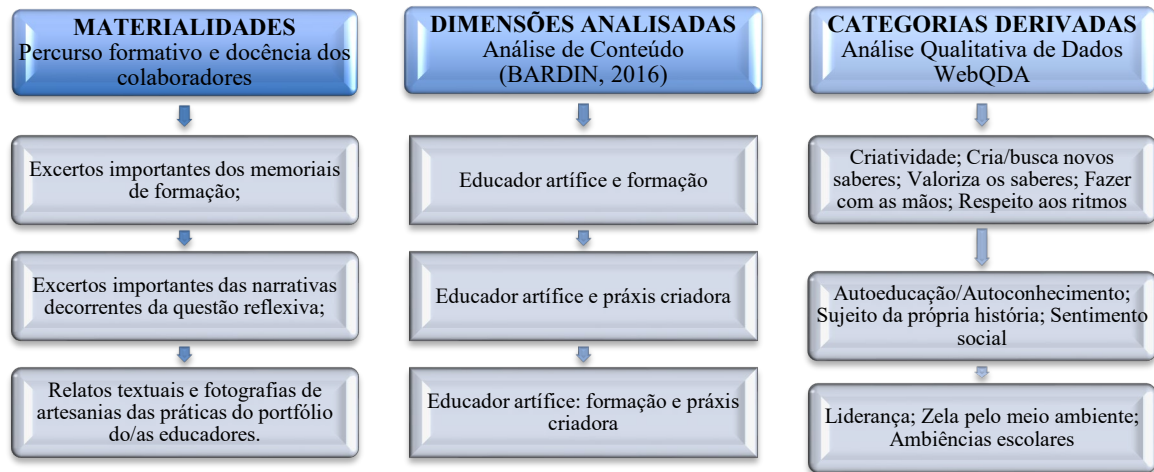 MATERIALIDADES
Percurso formativo e docência dos
colaboradores
Excertos importantes dos memoriais
de formação;
Excertos importantes das narrativas
decorrentes da questão reflexiva;
Relatos textuais e fotografias de
artesanias das práticas do portfólio
do/as educadores.
DIMENSÕES ANALISADAS
Análise de Conteúdo
(BARDIN, 2016)
Educador artífice e formação
Educador artífice e práxis criadora
Educador artífice: formação e práxis
criadora
CATEGORIAS DERIVADAS
Análise Qualitativa de Dados
WebQDA
Criatividade; Cria/busca novos
saberes; Valoriza os saberes; Fazer
com as mãos; Respeito aos ritmos
Autoeducação/Autoconhecimento;
Sujeito da própria história; Sentimento
social
Liderança; Zela pelo meio ambiente;
Ambiências escolares